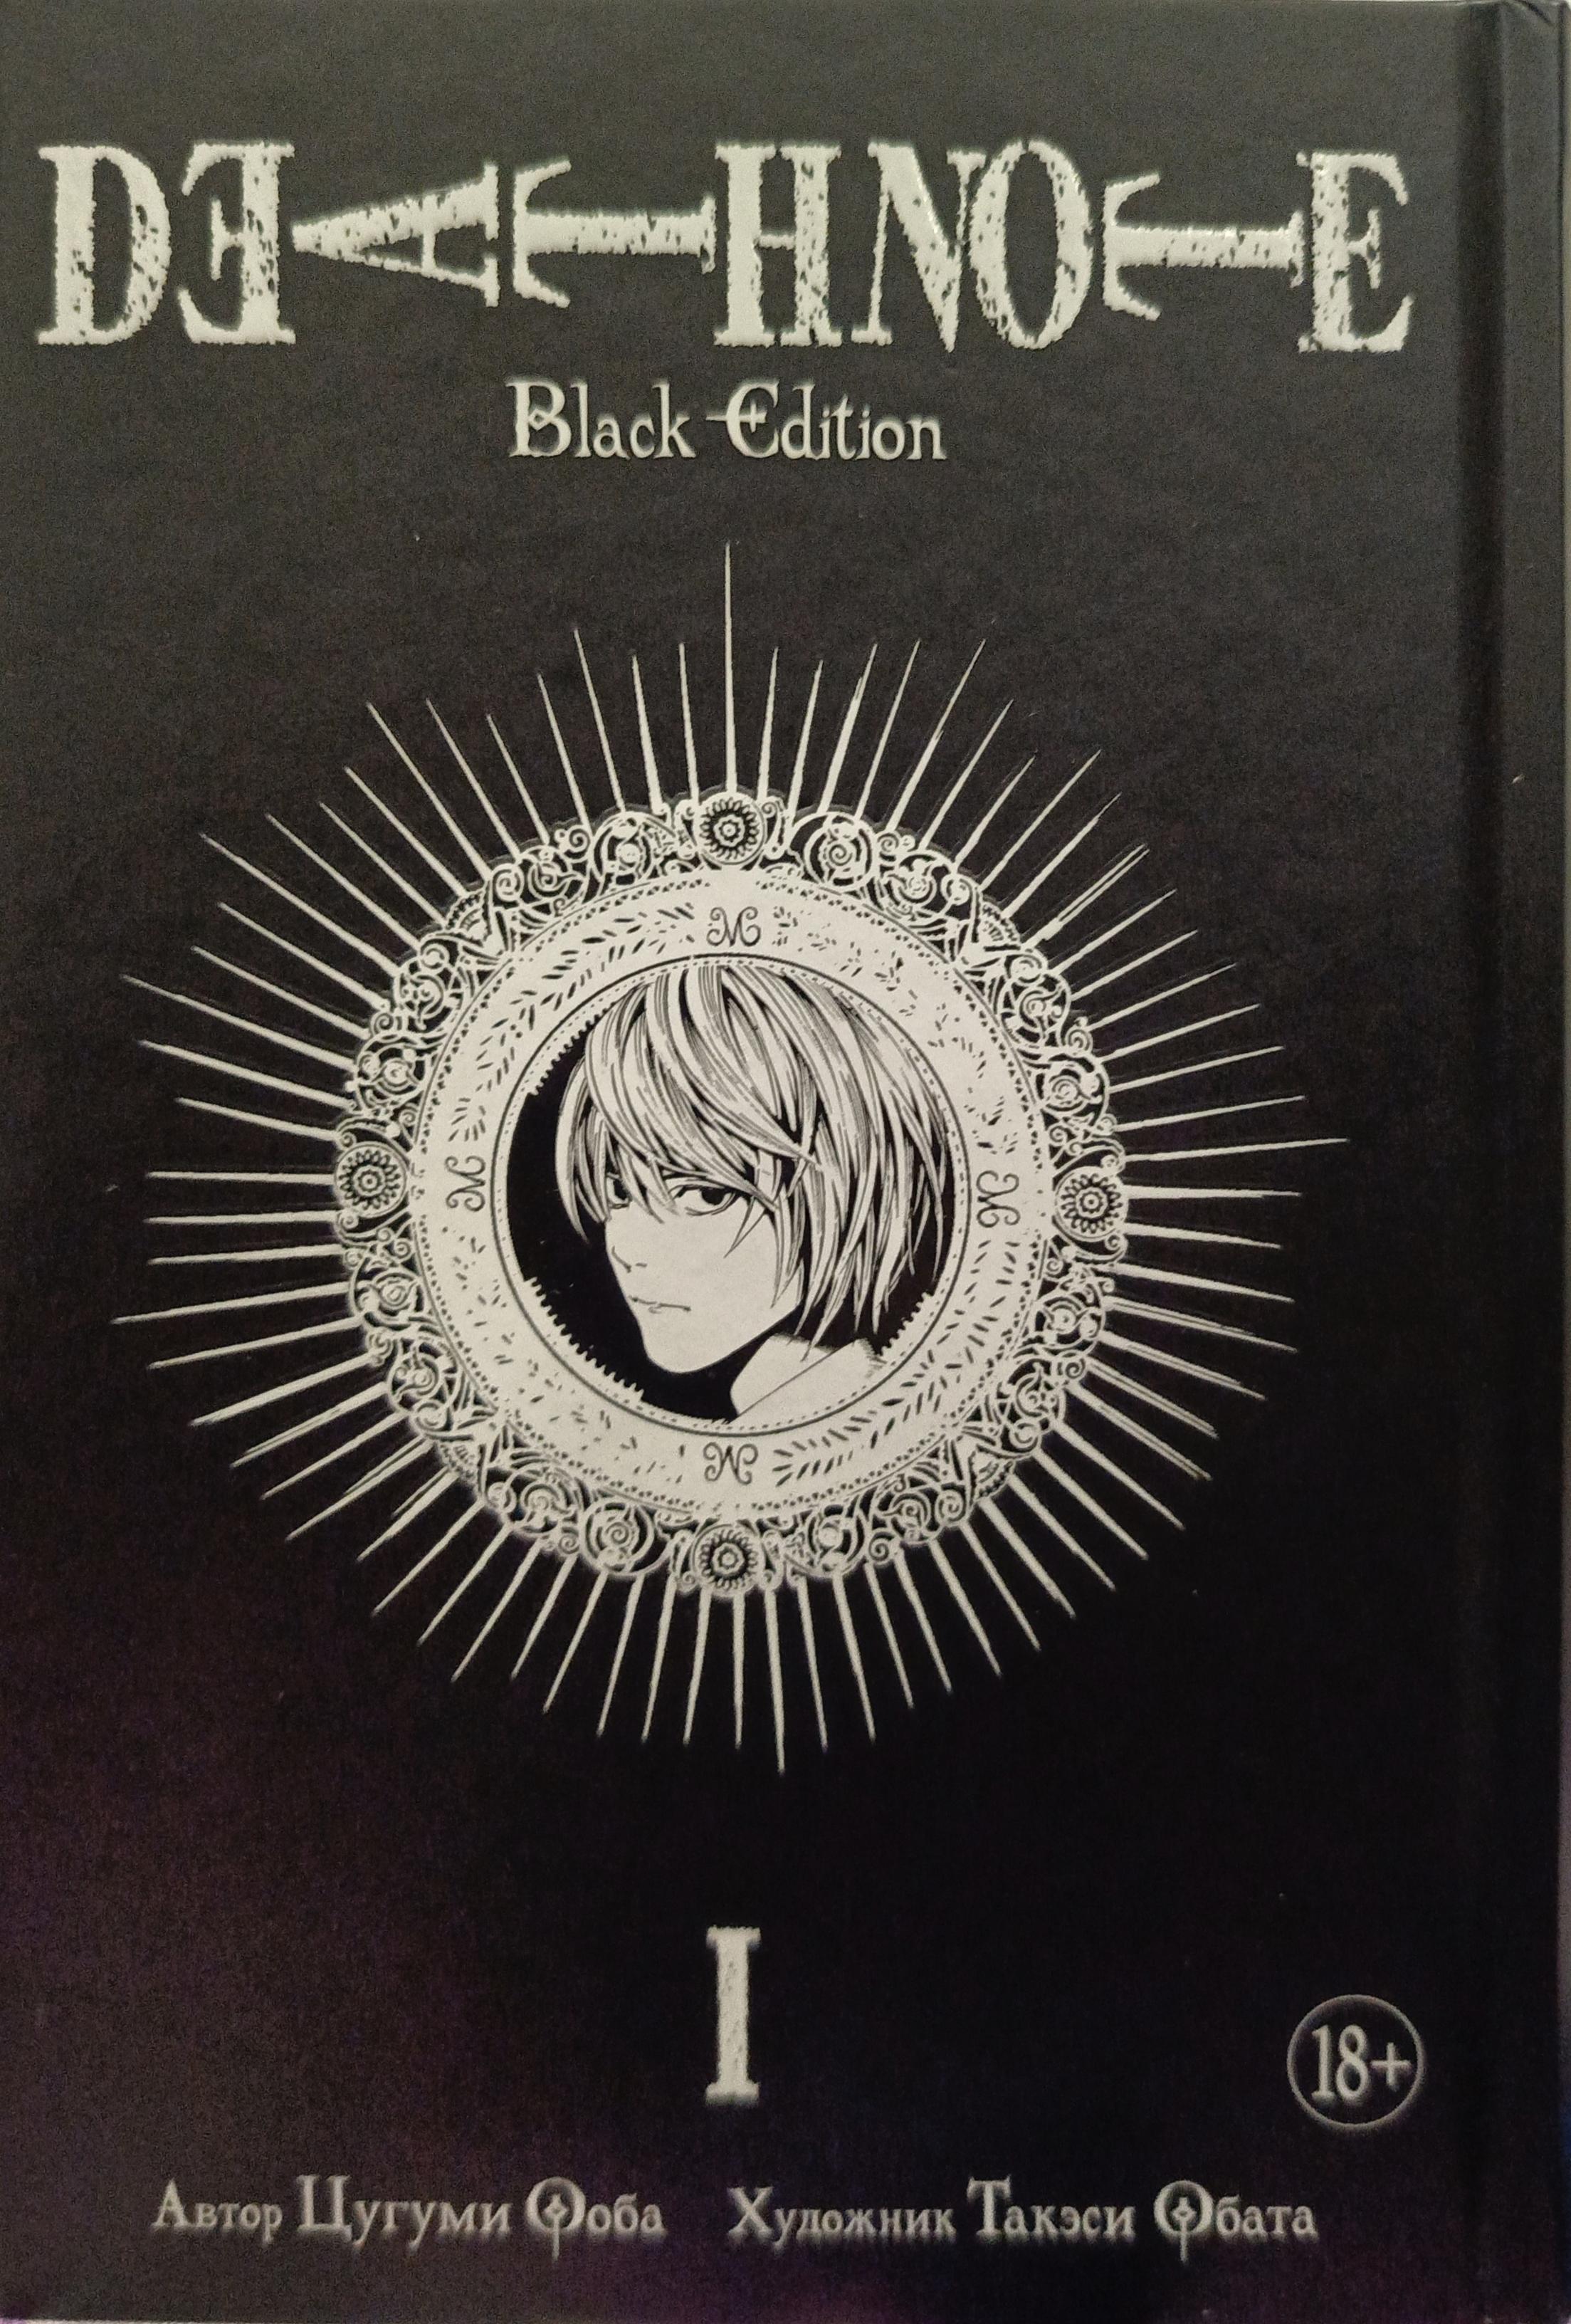 DEATH NOTE
Black Edition
M
M M
M
I
18+
Автор Цугуми Ооба Художник Такэси Обата